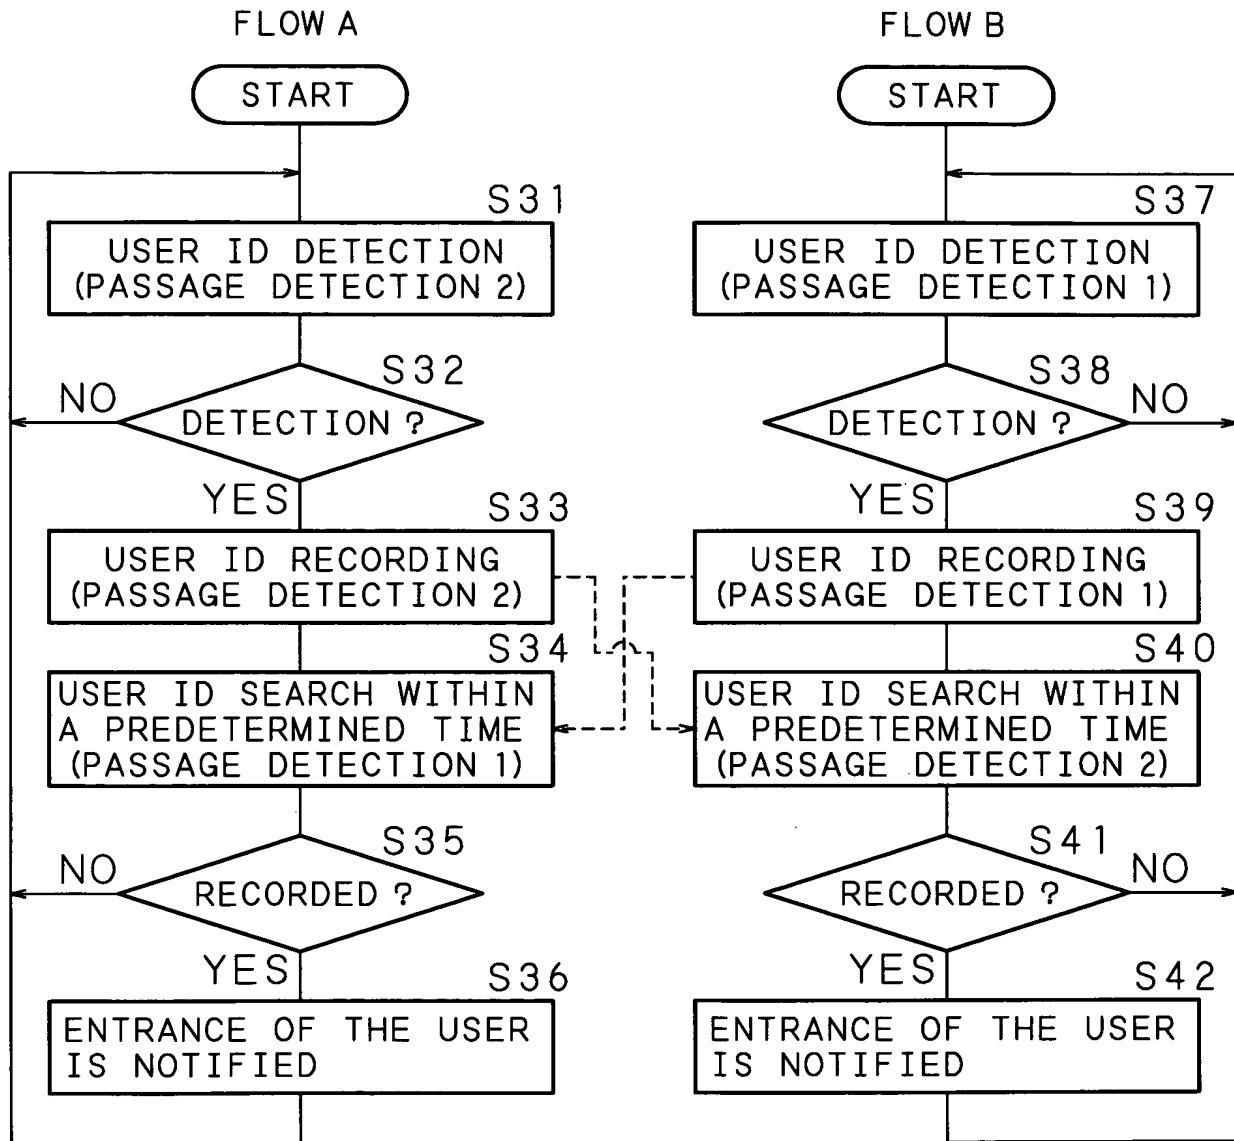 FLOW A
START
S31
USER ID DETECTION
(PASSAGE DETECTION 2)
S32
NO
DETECTION ?
YES
S33
USER ID RECORDING
(PASSAGE DETECTION 2)
S34
USER ID SEARCH WITHIN
A PREDETERMINED TIME
(PASSAGE DETECTION 1)
S35
NO
RECORDED ?
YES
S36
ENTRANCE OF THE USER
IS NOTIFIED
FLOW B
START
S37
USER ID DETECTION
(PASSAGE DETECTION 1)
S38
NO
DETECTION ?
YES
S39
USER ID RECORDING
(PASSAGE DETECTION 1)
S40
USER ID SEARCH WITHIN
A PREDETERMINED TIME
(PASSAGE DETECTION 2)
S41
NO
RECORDED ?
YES
S42
ENTRANCE OF THE USER
IS NOTIFIED